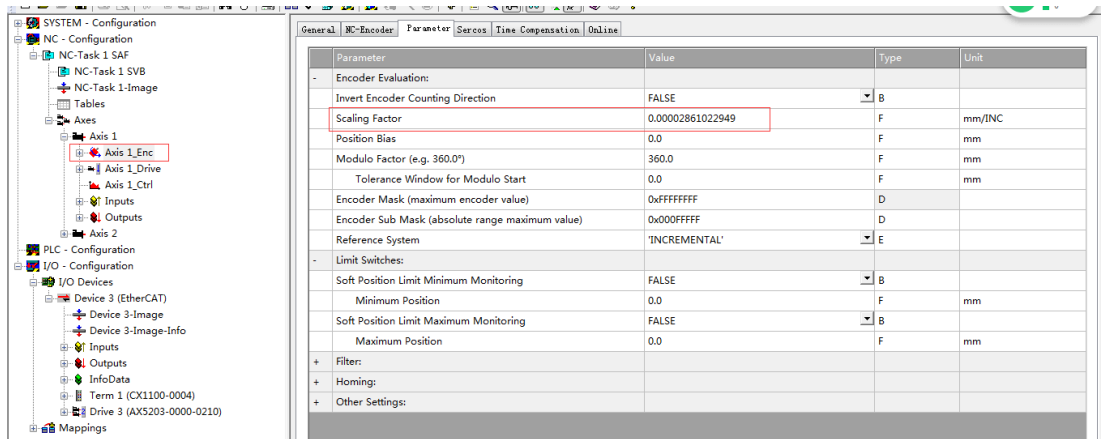 SYSTEM - Configuration
NC - Configuration
NC-Task 1 SAF
NC-Task 1 SVB
NC-Task 1-Image
Tables
Axes
Axis 1
Axis 1_Enc
Axis 1_Drive
Axis 1_Ctrl
Inputs
Outputs
Axis 2
PLC - Configuration
I/O - Configuration
I/O Devices
Device 3 (EtherCAT)
Device 3-Image
Device 3-Image-Info
Inputs
Outputs
InfoData
Term 1 (CX1100-0004)
Drive 3 (AX5203-0000-0210)
Mappings
General NC-Encoder Parameter Sercos Time Compensation Online
Parameter Value Type Unit
- Encoder Evaluation:
Invert Encoder Counting Direction FALSE B
Scaling Factor 0.00002861022949 F mm/INC
Position Bias 0.0 F mm
Modulo Factor (e.g. 360.0°) 360.0 F mm
Tolerance Window for Modulo Start 0.0 F mm
Encoder Mask (maximum encoder value) 0xFFFFFFFF D
Encoder Sub Mask (absolute range maximum value) 0x000FFFFF D
Reference System 'INCREMENTAL' E
- Limit Switches:
Soft Position Limit Minimum Monitoring FALSE B
Minimum Position 0.0 F mm
Soft Position Limit Maximum Monitoring FALSE B
Maximum Position 0.0 F mm
+ Filter:
+ Homing:
+ Other Settings: